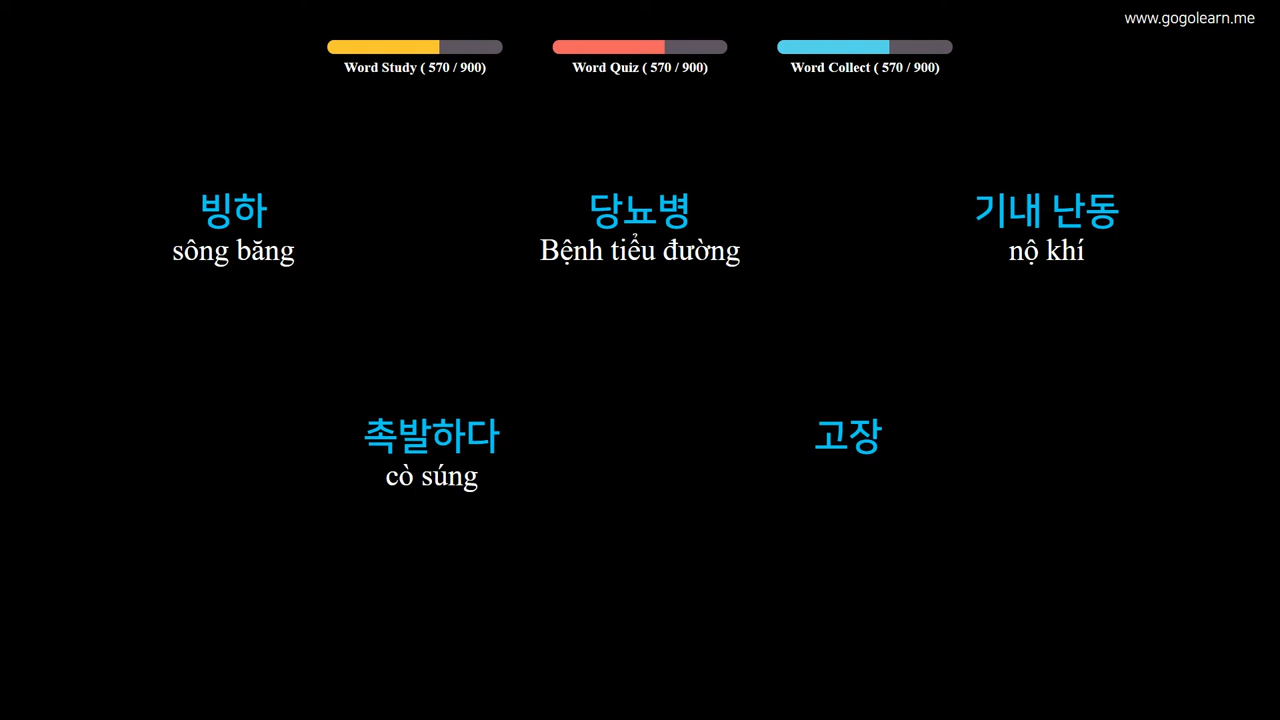 www.gogolearn.me
Word Study ( 570 / 900)
Word Quiz ( 570 / 900)
Word Collect ( 570 / 900)
빙하
sông băng
당뇨병
Bệnh tiểu đường
기내 난동
nộ khí
촉발하다
cò súng
고장